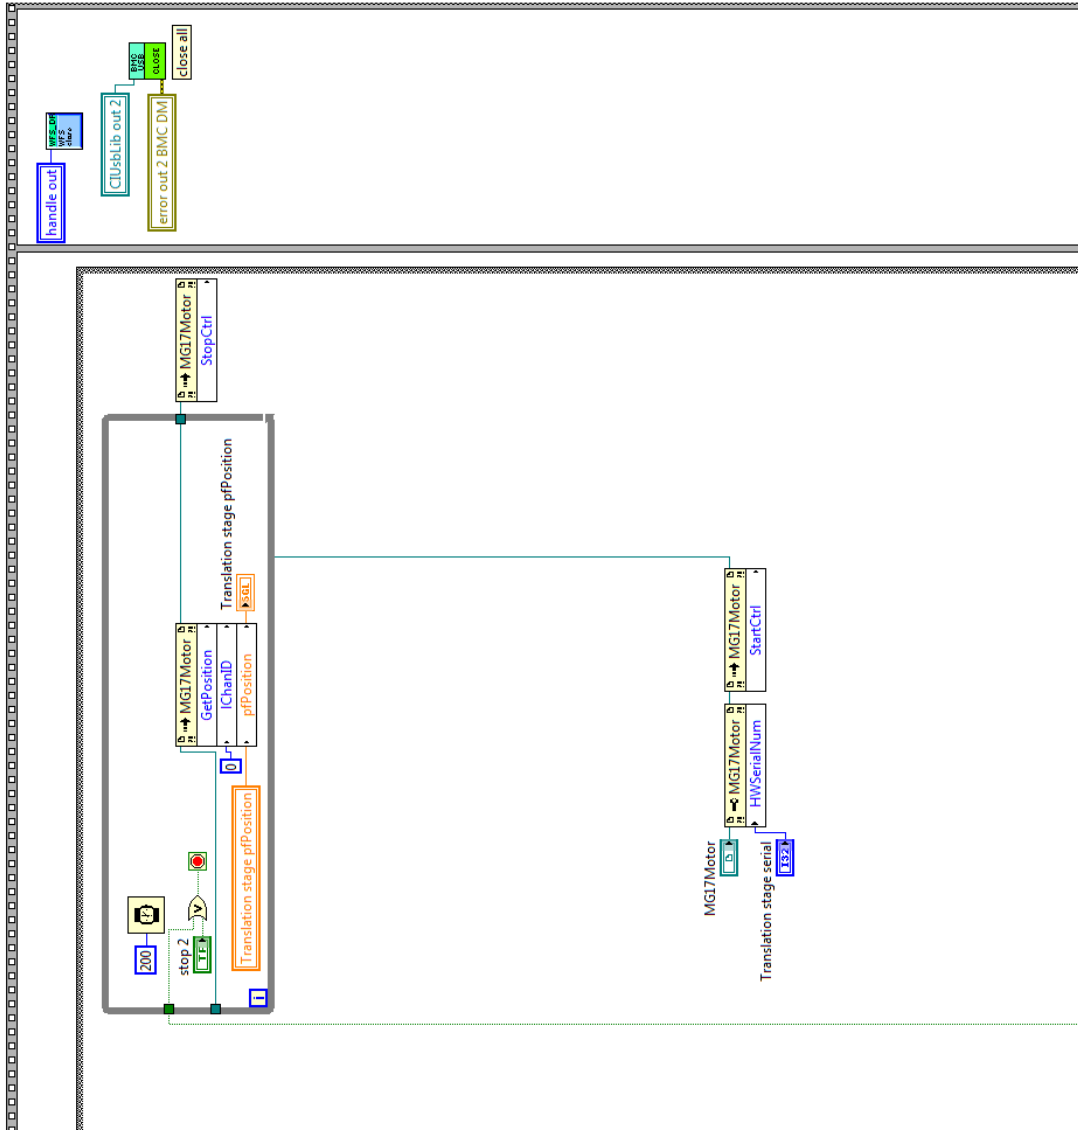 close all
BMC
USB
CLOSE
CIUsbLib out 2
error out 2 BMC DM
WFS
close
handle out
MG17Motor
StopCtrl
Translation stage pfPosition
SGL
MG17Motor
GetPosition
lChanID
pfPosition
0
Translation stage pfPosition
200
stop 2
TF
i
MG17Motor
StartCtrl
MG17Motor
HWSerialNum
MG17Motor
Translation stage serial
I32